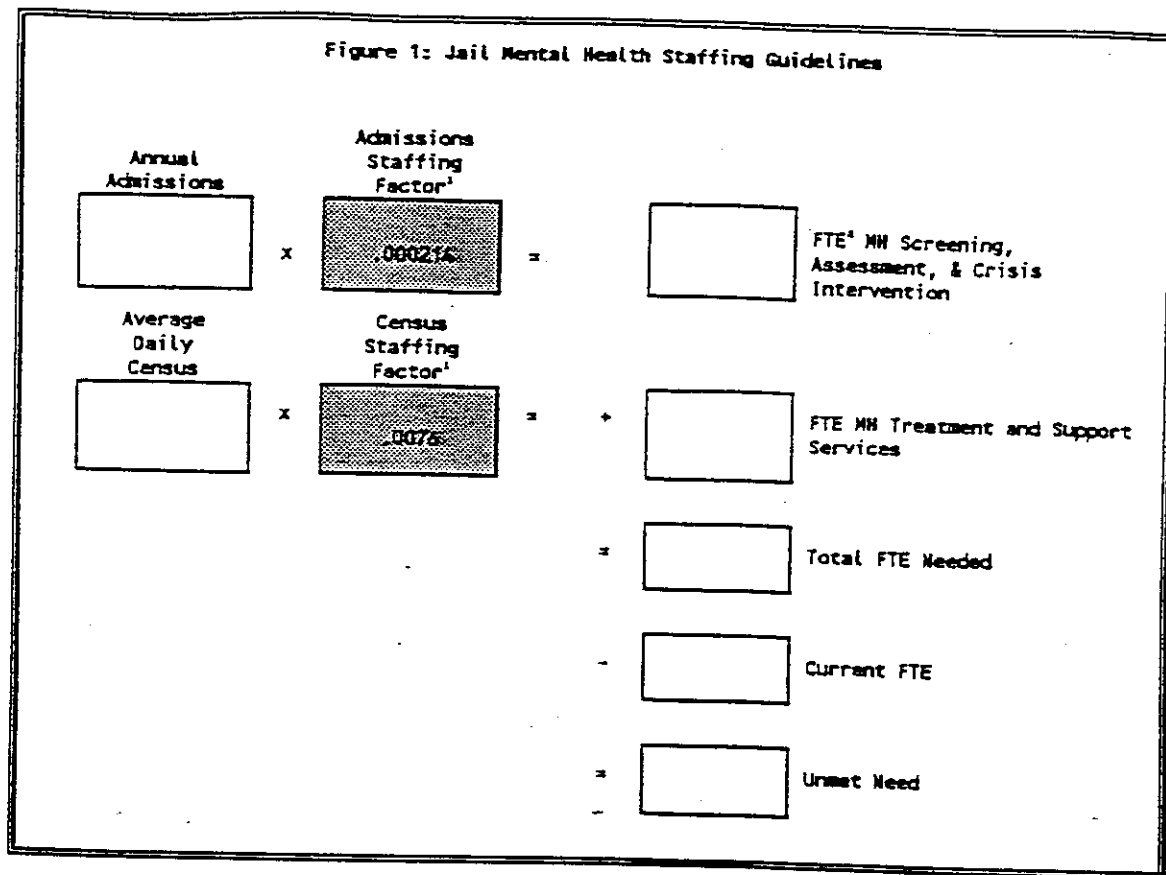 Figure 1: Jail Mental Health Staffing Guidelines
Annual
Admissions
x
Admissions
Staffing
Factor¹
.000214
=
FTE² MH Screening,
Assessment, & Crisis
Intervention
Average
Daily
Census
x
Census
Staffing
Factor¹
.0076
=
+
FTE MH Treatment and Support
Services
=
Total FTE Needed
-
Current FTE
=
Unmet Need